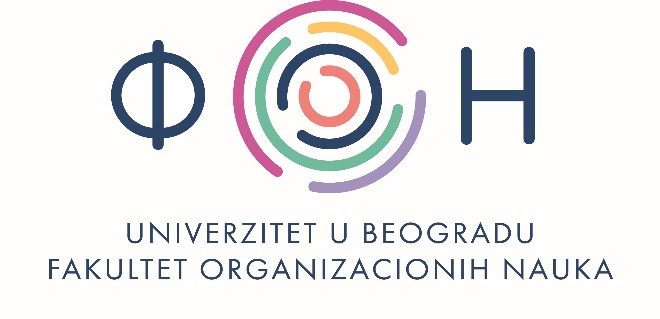 ФОН
UNIVERZITET U BEOGRADU
FAKULTET ORGANIZACIONIH NAUKA